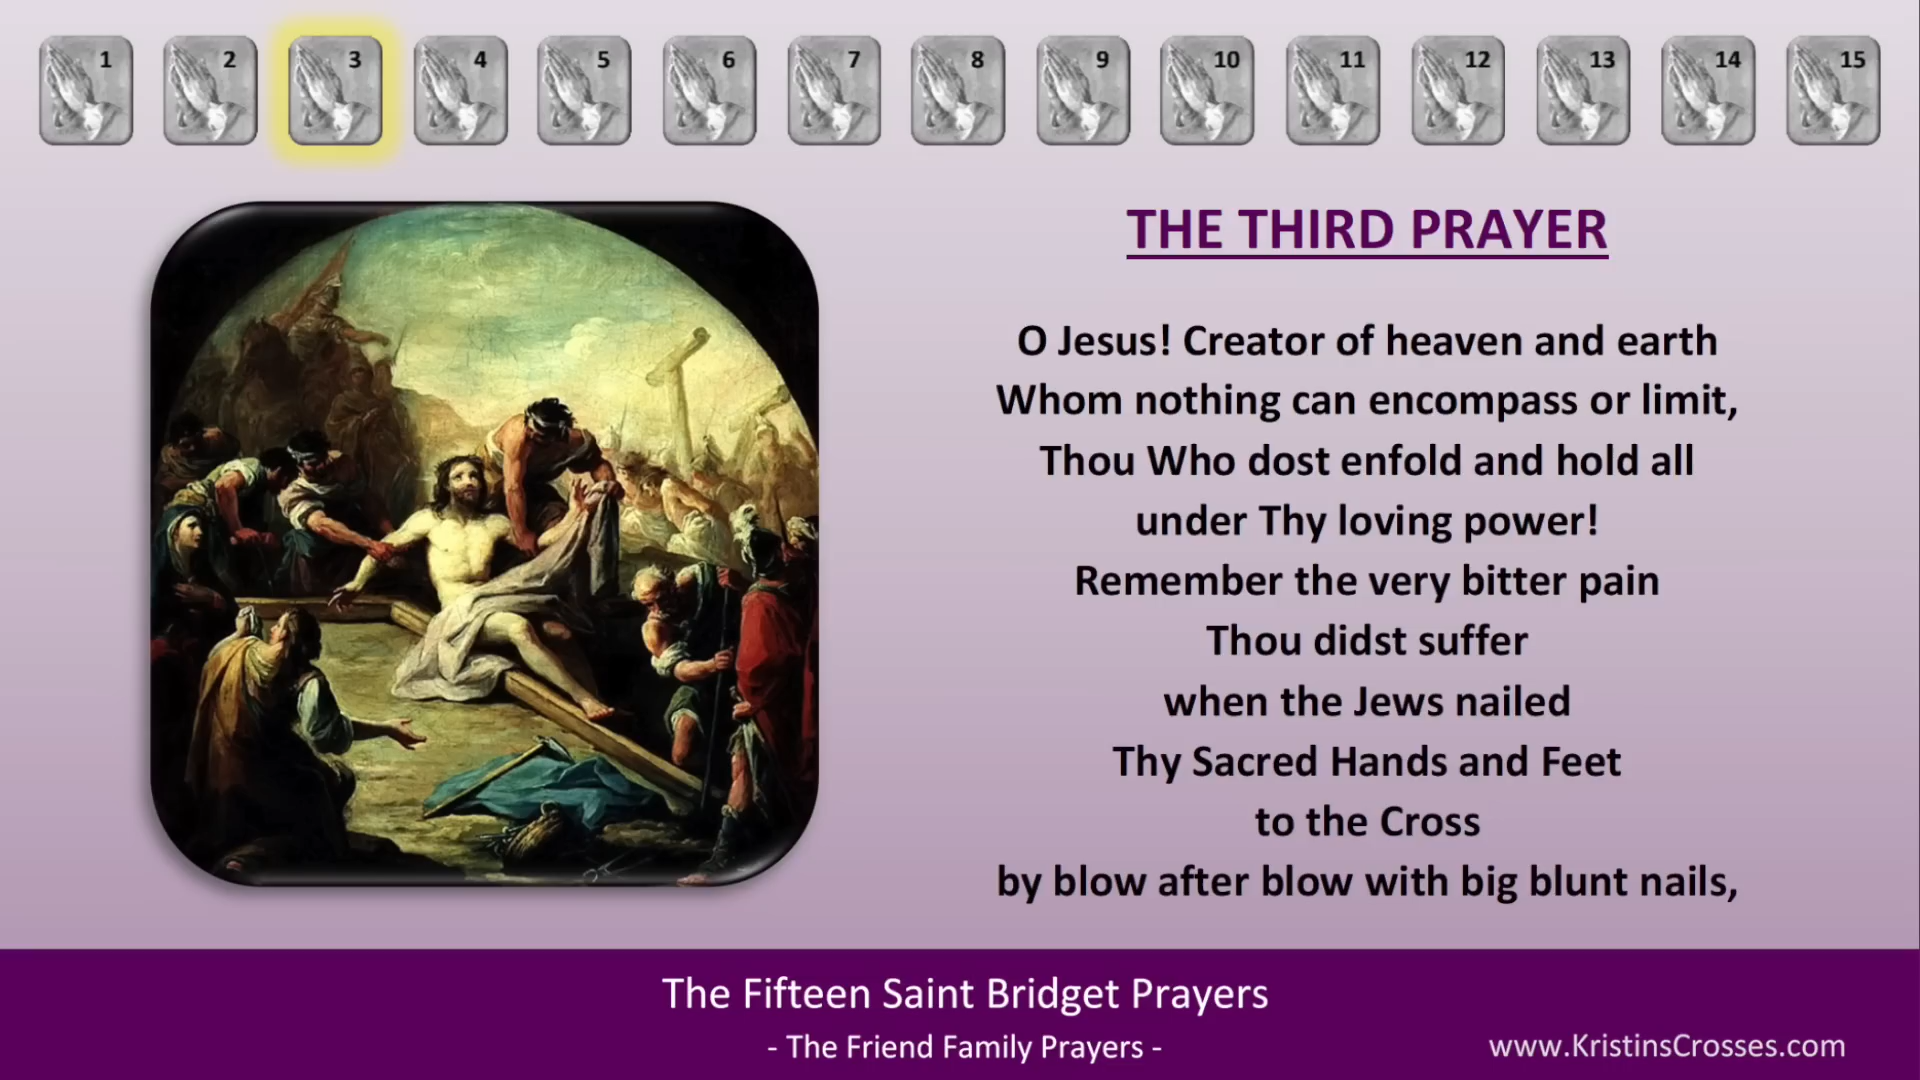 1
2
3
4
5
6
7
8
9
10
11
12
13
14
15
THE THIRD PRAYER
O Jesus! Creator of heaven and earth
Whom nothing can encompass or limit,
Thou Who dost enfold and hold all
under Thy loving power!
Remember the very bitter pain
Thou didst suffer
when the Jews nailed
Thy Sacred Hands and Feet
to the Cross
by blow after blow with big blunt nails,
The Fifteen Saint Bridget Prayers
- The Friend Family Prayers -
www.KristinsCrosses.com